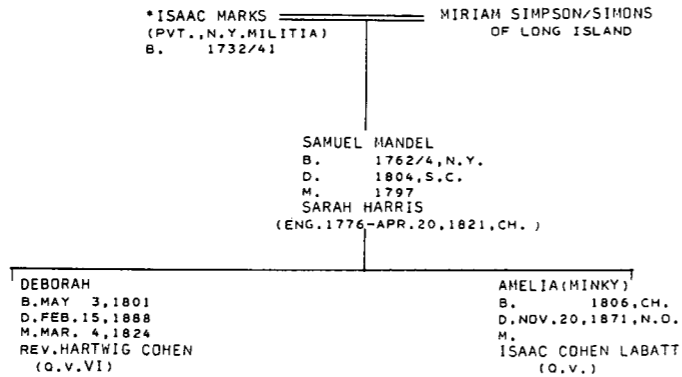 *ISAAC MARKS
(PVT.,N.Y.MILITIA)
B. 1732/41
MIRIAM SIMPSON/SIMONS
OF LONG ISLAND
SAMUEL MANDEL
B. 1762/4,N.Y.
D. 1804,S.C.
M. 1797
SARAH HARRIS
(ENG.1776-APR.20,1821,CH. )
DEBORAH
B.MAY 3,1801
D.FEB.15,1888
M.MAR. 4,1824
REV.HARTWIG COHEN
(Q.V.VI)
AMELIA(MINKY)
B. 1806,CH.
D.NOV.20,1871,N.O.
M.
ISAAC COHEN LABATT
(Q.V.)